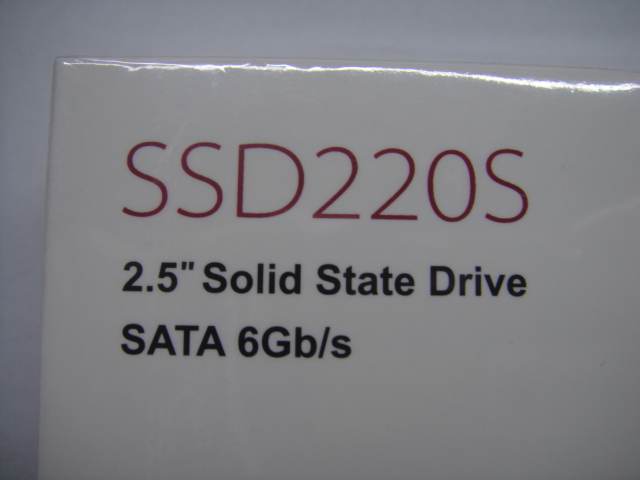 SSD220S
2.5" Solid State Drive
SATA 6Gb/s